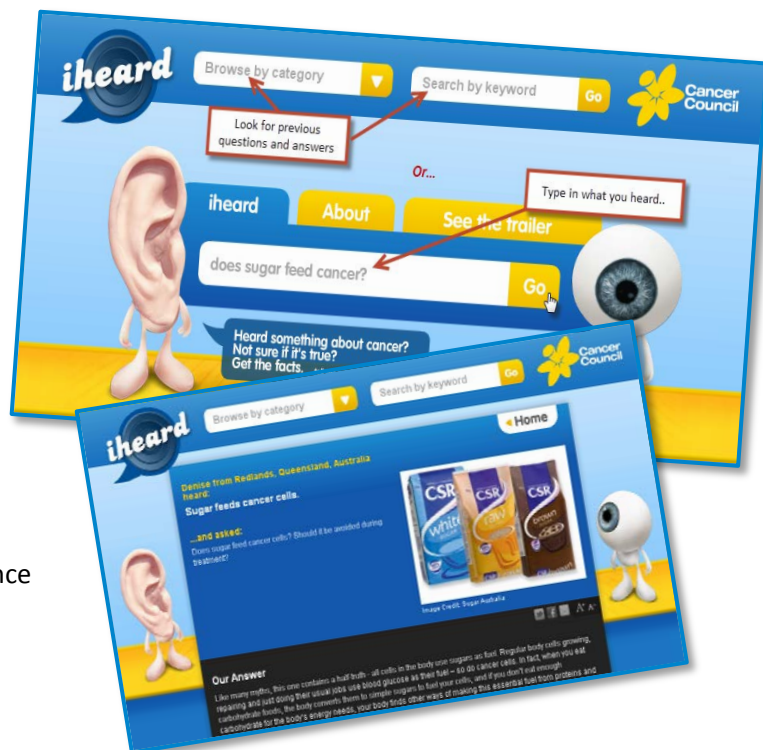 iheard
Browse by category
Search by keyword
Go
Cancer
Council
Look for previous
questions and answers
Or...
Type in what you heard..
iheard
About
See the trailer
does sugar feed cancer?
Go
Heard something about cancer?
Not sure if it's true?
Get the facts.
iheard
Browse by category
Search by keyword
Go
Cancer
Council
Home
Denise from Redlands, Queensland, Australia
heard:
Sugar feeds cancer cells.
...and asked:
Does sugar feed cancer cells? Should it be avoided during
treatment?
CSR
CSR
CSR
white
raw
brown
Image Credit: Sugar Australia
A+ A-
Our Answer
Like many myths, this one contains a half-truth - all cells in the body use sugars as fuel. Regular body cells growing,
repairing and just doing their usual jobs use blood glucose as their fuel – so do cancer cells. In fact, when you eat
carbohydrate foods, the body converts them to simple sugars to fuel your cells, and if you don't eat enough
carbohydrate for the body's energy needs, your body finds other ways of making this essential fuel from proteins and
nce